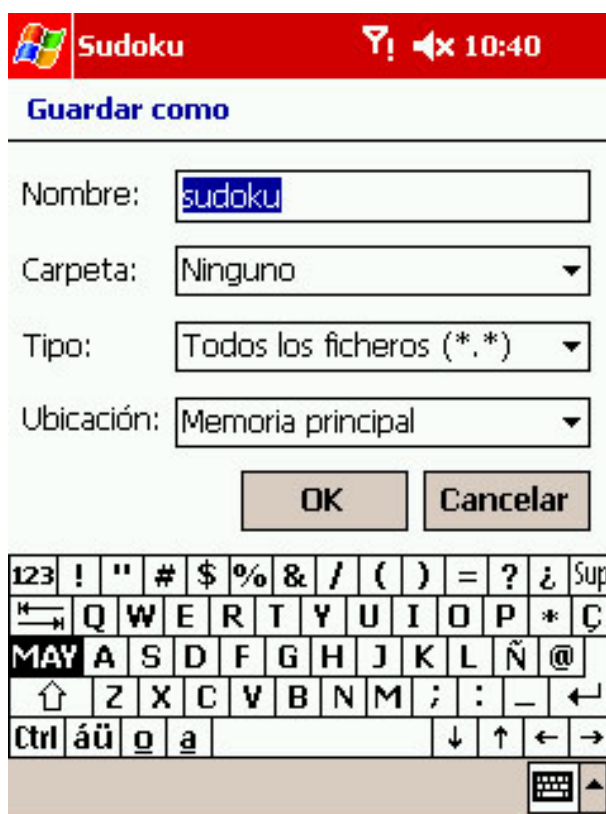 Sudoku 10:40
Guardar como
Nombre: sudoku
Carpeta: Ninguno
Tipo: Todos los ficheros (*.*)
Ubicación: Memoria principal
OK Cancelar
123 ! " # $ % & / ( ) = ? ¿ Sup
Q W E R T Y U I O P * Ç
MAY A S D F G H J K L Ñ @
⇧ Z X C V B N M ; : _ ↵
Ctrl áü o a ↓ ↑ ← →